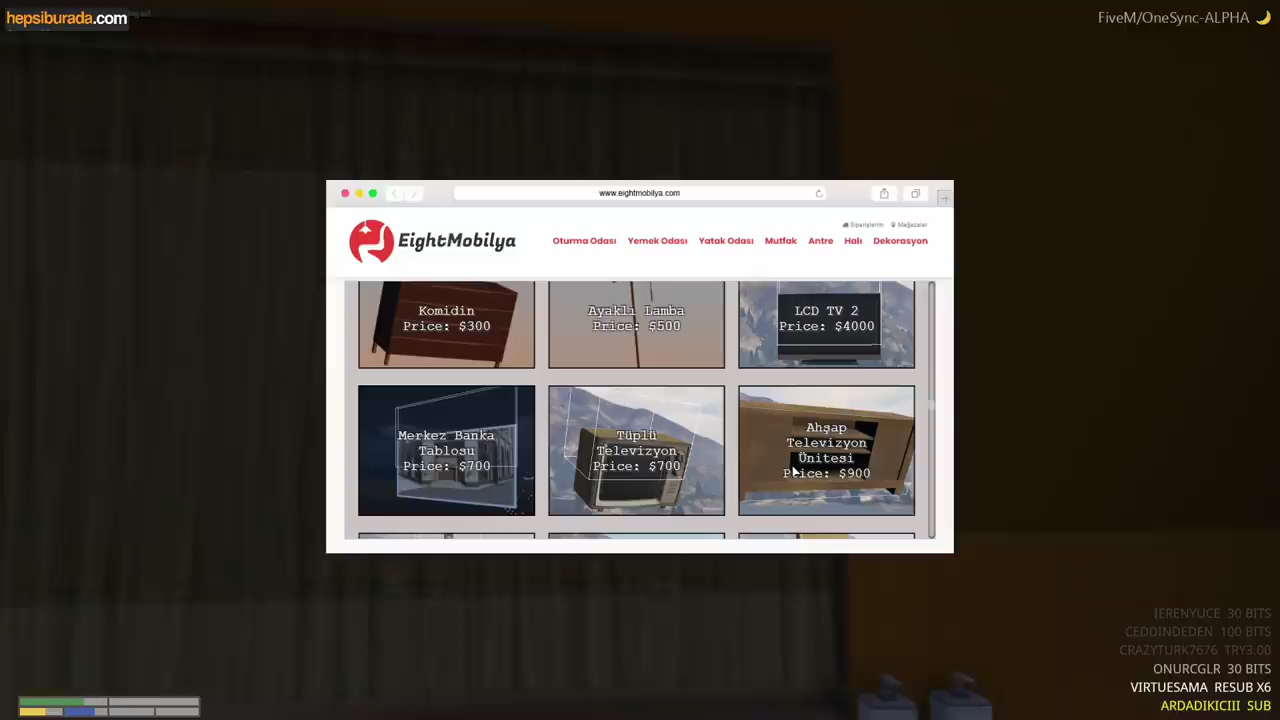 hepsiburada.com
FiveM/OneSync-ALPHA
www.eightmobilya.com
Siparişlerim Mağazalar
EightMobilya
Oturma Odası Yemek Odası Yatak Odası Mutfak Antre Halı Dekorasyon
Komidin
Price: $300
Ayaklı Lamba
Price: $500
LCD TV 2
Price: $4000
Merkez Banka
Tablosu
Price: $700
Tüplü
Televizyon
Price: $700
Ahşap
Televizyon
Ünitesi
Price: $900
IERENYUCE 30 BITS
CEDDINDEDEN 100 BITS
CRAZYTURK7676 TRY3.00
ONURCGLR 30 BITS
VIRTUESAMA RESUB X6
ARDADIKICIII SUB